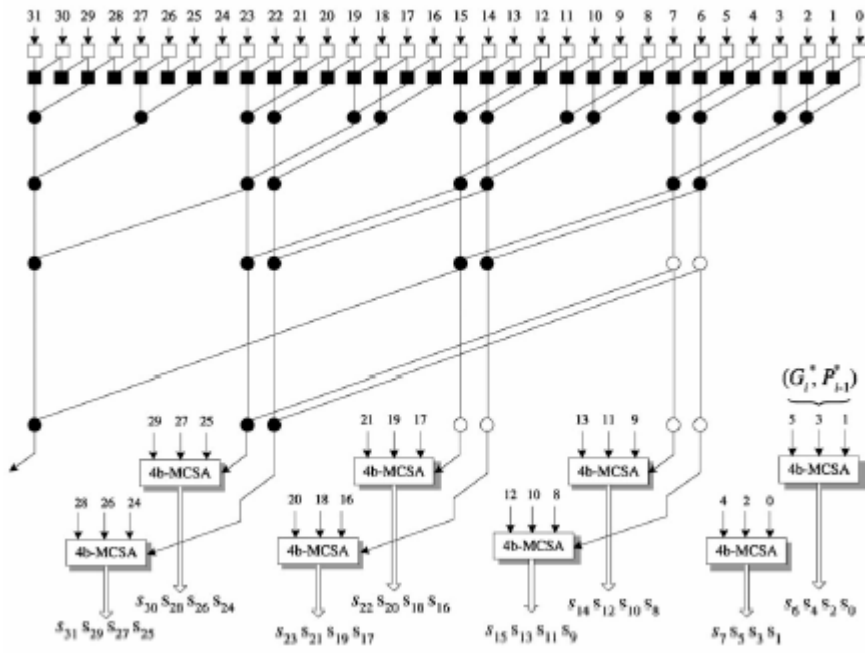 31 30 29 28 27 26 25 24 23 22 21 20 19 18 17 16 15 14 13 12 11 10 9 8 7 6 5 4 3 2 1 0
(G*i, P*i-1)
29 27 25
21 19 17
13 11 9
5 3 1
4b-MCSA
4b-MCSA
4b-MCSA
4b-MCSA
28 26 24
20 18 16
12 10 8
4 2 0
4b-MCSA
4b-MCSA
4b-MCSA
4b-MCSA
S30 S28 S26 S24
S22 S20 S18 S16
S14 S12 S10 S8
S6 S4 S2 S0
S31 S29 S27 S25
S23 S21 S19 S17
S15 S13 S11 S9
S7 S5 S3 S1